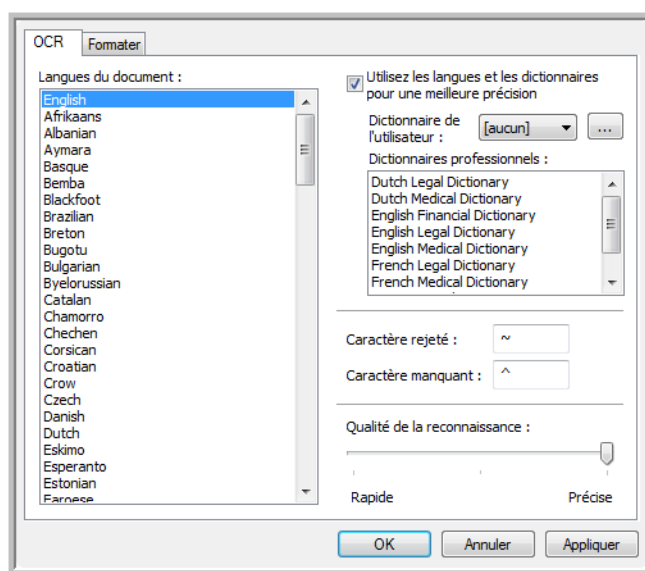 OCR
Formater
Langues du document :
English
Afrikaans
Albanian
Aymara
Basque
Bemba
Blackfoot
Brazilian
Breton
Bugotu
Bulgarian
Byelorussian
Catalan
Chamorro
Chechen
Corsican
Croatian
Crow
Czech
Danish
Dutch
Eskimo
Esperanto
Estonian
Faroese
Utilisez les langues et les dictionnaires
pour une meilleure précision
Dictionnaire de
l'utilisateur :
[aucun]
...
Dictionnaires professionnels :
Dutch Legal Dictionary
Dutch Medical Dictionary
English Financial Dictionary
English Legal Dictionary
English Medical Dictionary
French Legal Dictionary
French Medical Dictionary
Caractère rejeté :
~
Caractère manquant :
^
Qualité de la reconnaissance :
Rapide
Précise
OK
Annuler
Appliquer